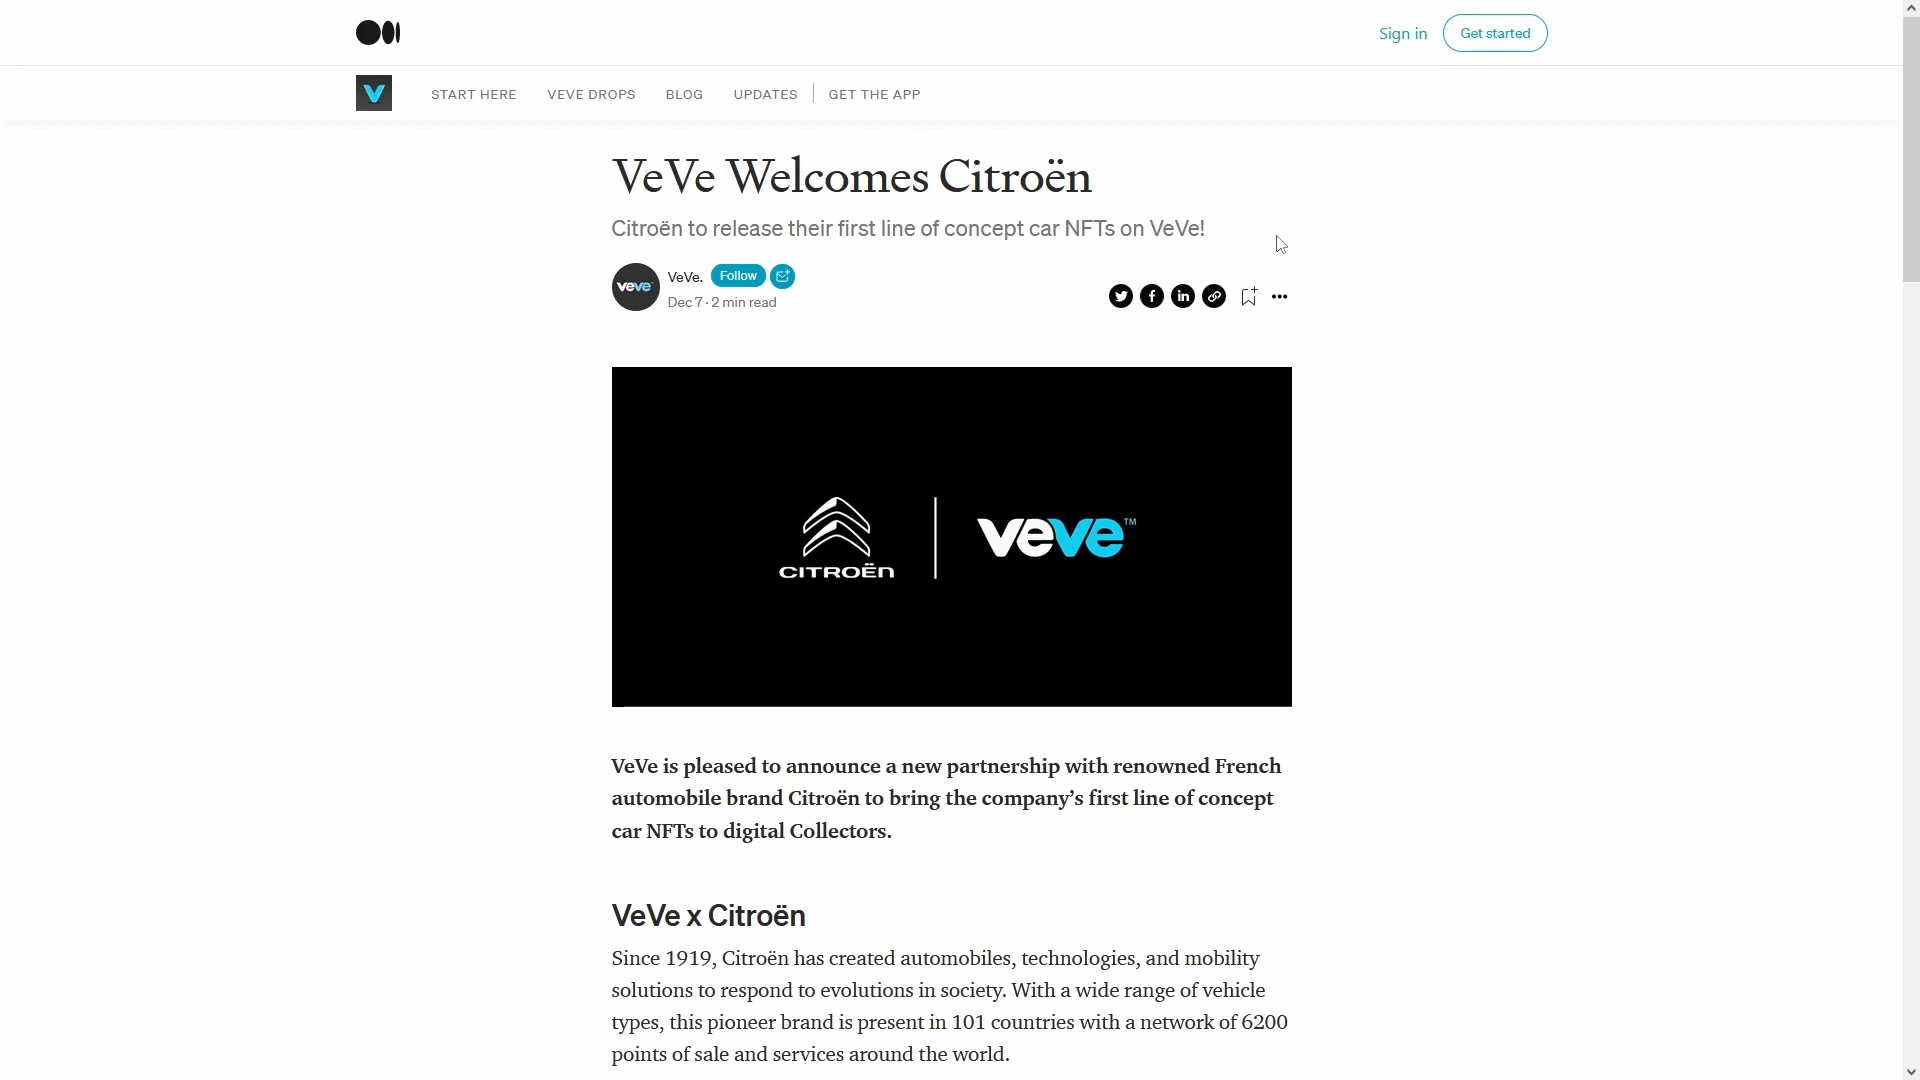 Sign in
Get started
START HERE
VEVE DROPS
BLOG
UPDATES
GET THE APP
VeVe Welcomes Citroën
Citroën to release their first line of concept car NFTs on VeVe!
veve
VeVe.
Follow
Dec 7 · 2 min read
CITROËN
veve™
VeVe is pleased to announce a new partnership with renowned French
automobile brand Citroën to bring the company’s first line of concept
car NFTs to digital Collectors.
VeVe x Citroën
Since 1919, Citroën has created automobiles, technologies, and mobility
solutions to respond to evolutions in society. With a wide range of vehicle
types, this pioneer brand is present in 101 countries with a network of 6200
points of sale and services around the world.